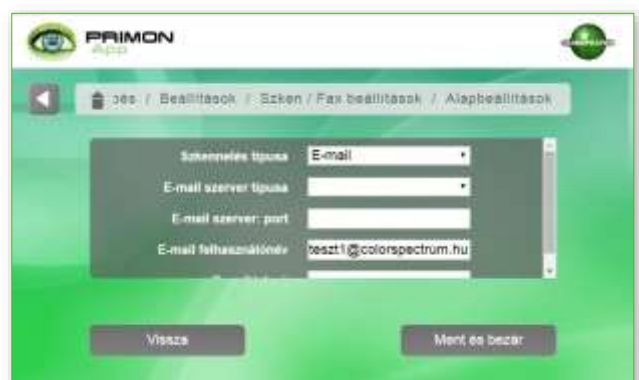 PRIMON
App
pés / Beállítások / Szken / Fax beállítások / Alapbeállítások
Szkennelés típusa E-mail
E-mail szerver típusa
E-mail szerver: port
E-mail felhasználónév teszt1@colorspectrum.hu
Vissza Ment és bezár